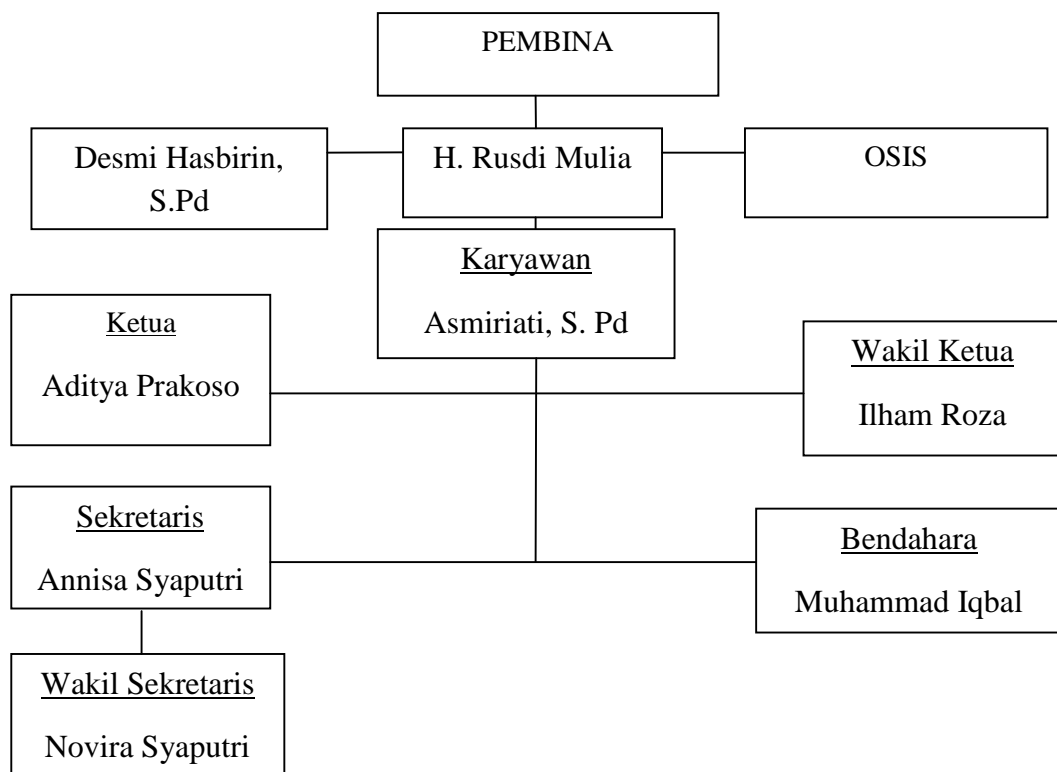 PEMBINA
Desmi Hasbirin,
S.Pd
H. Rusdi Mulia
OSIS
Karyawan
Asmiriati, S. Pd
Ketua
Aditya Prakoso
Wakil Ketua
Ilham Roza
Sekretaris
Annisa Syaputri
Bendahara
Muhammad Iqbal
Wakil Sekretaris
Novira Syaputri